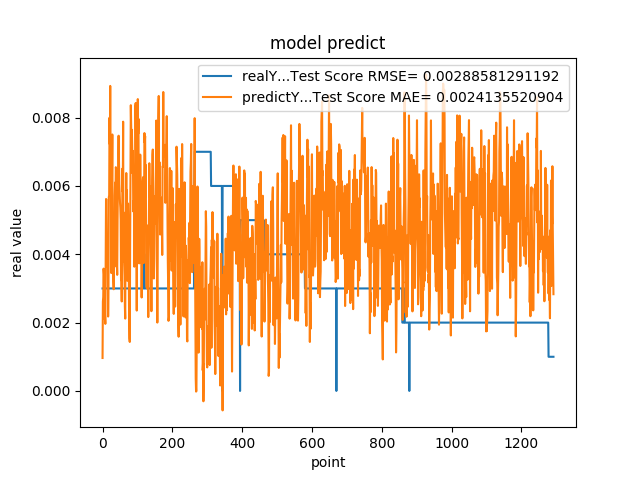 model predict
realY...Test Score RMSE= 0.00288581291192
predictY...Test Score MAE= 0.0024135520904
real value
0.008
0.006
0.004
0.002
0.000
0 200 400 600 800 1000 1200
point